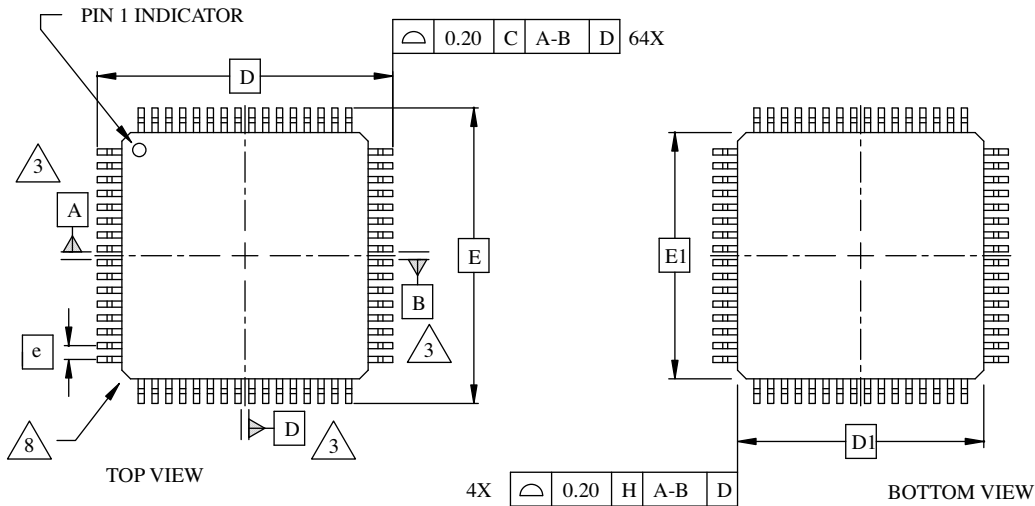 PIN 1 INDICATOR
0.20 C A-B D 64X
D
3
A
E
E1
B
e
3
8
D
3
D1
TOP VIEW
4X 0.20 H A-B D
BOTTOM VIEW